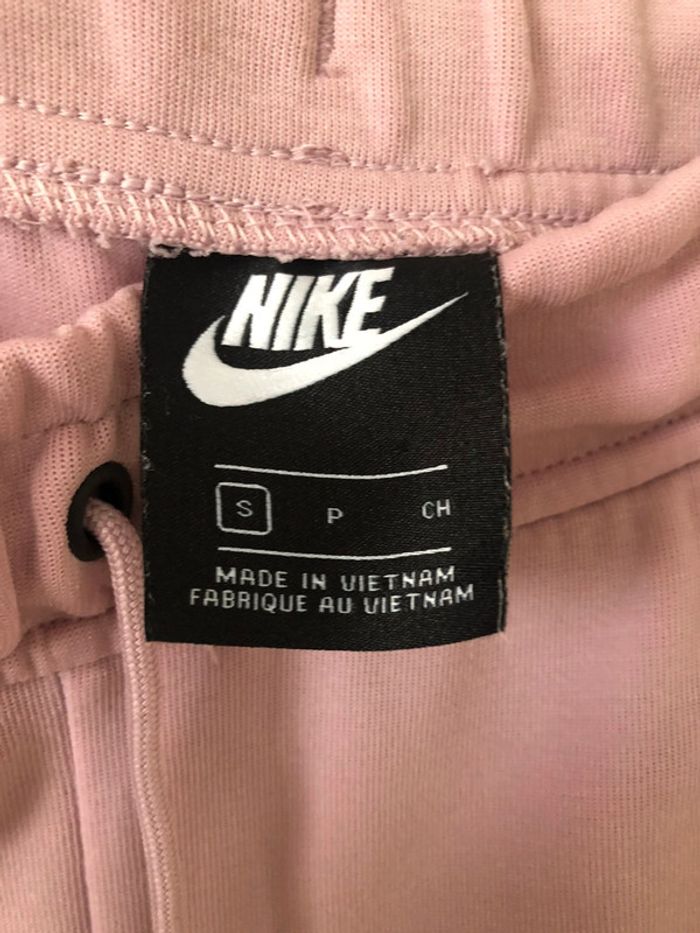 NIKE
S P CH
MADE IN VIETNAM
FABRIQUE AU VIETNAM